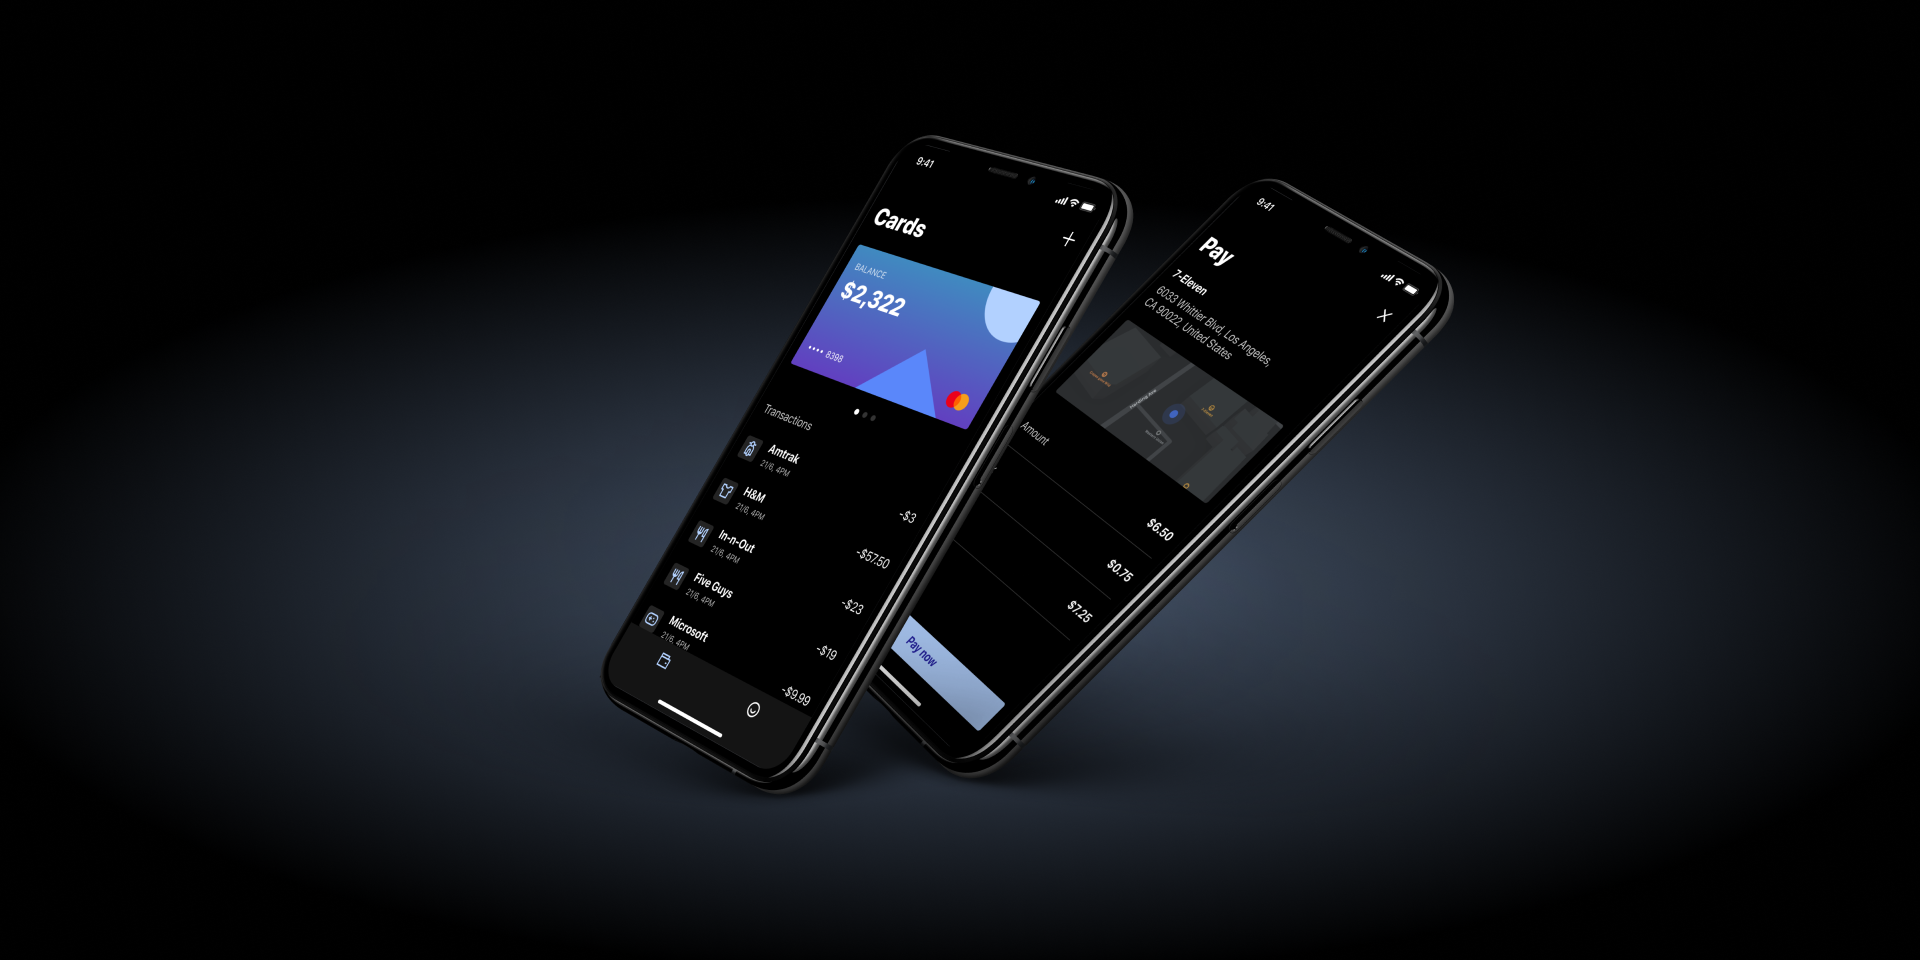 9:41
Cards
BALANCE
$2,322
•••• 8398
Transactions
Amtrak
21/6, 4PM
-$3
H&M
21/6, 4PM
-$57.50
In-n-Out
21/6, 4PM
-$23
Five Guys
21/6, 4PM
-$19
Microsoft
21/6, 4PM
-$9.99
9:41
Pay
7-Eleven
6033 Whittier Blvd, Los Angeles,
CA 90022, United States
Amount
$6.50
$0.75
$7.25
Pay now